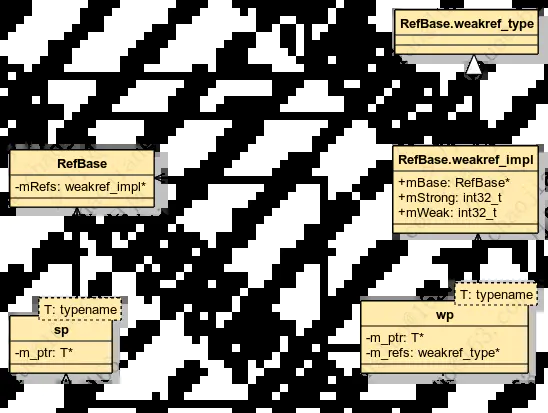 RefBase.weakref_type
RefBase
-mRefs: weakref_impl*
RefBase.weakref_impl
+mBase: RefBase*
+mStrong: int32_t
+mWeak: int32_t
T: typename
sp
-m_ptr: T*
T: typename
wp
-m_ptr: T*
-m_refs: weakref_type*